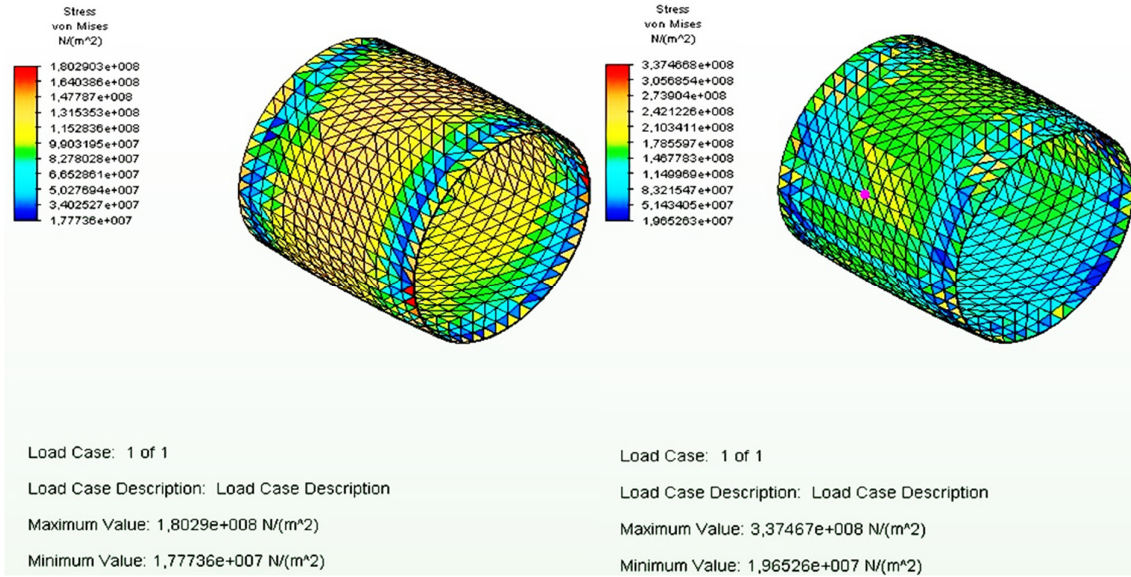 Stress
von Mises
N/(m^2)
1,802903e+008
1,640386e+008
1,47787e+008
1,315353e+008
1,152836e+008
9,903195e+007
8,278028e+007
6,652861e+007
5,027694e+007
3,402527e+007
1,77736e+007
Load Case: 1 of 1
Load Case Description: Load Case Description
Maximum Value: 1,8029e+008 N/(m^2)
Minimum Value: 1,77736e+007 N/(m^2)
Stress
von Mises
N/(m^2)
3,374668e+008
3,056854e+008
2,73904e+008
2,421226e+008
2,103411e+008
1,785597e+008
1,467783e+008
1,149969e+008
8,321547e+007
5,143405e+007
1,965263e+007
Load Case: 1 of 1
Load Case Description: Load Case Description
Maximum Value: 3,37467e+008 N/(m^2)
Minimum Value: 1,96526e+007 N/(m^2)